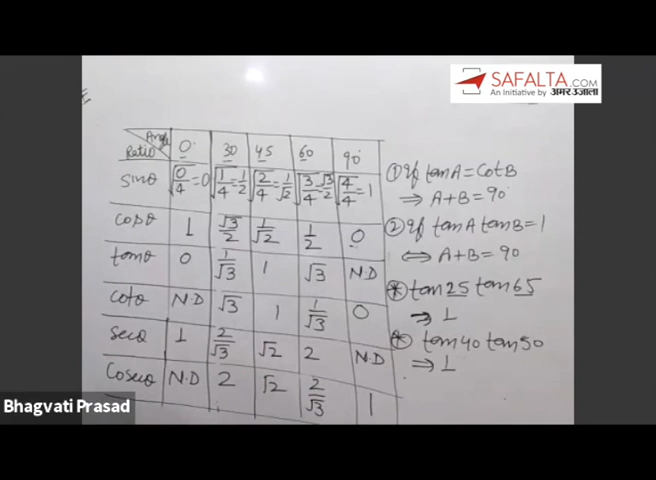 SAFALTA.COM
An Initiative by अमर उजाला
Angle Ratio 0° 30 45 60 90°
sinθ √0/4=0 √1/4=1/2 √2/4=1/√2 √3/4=√3/2 √4/4=1
cosθ 1 √3/2 1/√2 1/2 0
tanθ 0 1/√3 1 √3 N.D
cotθ N.D √3 1 1/√3 0
secθ 1 2/√3 √2 2 N.D
cosecθ N.D 2 √2 2/√3 1
① If tanA = CotB
⇒ A+B = 90°
② If tanA tanB = 1
⇔ A+B = 90
* tan25 tan65
⇒ 1
* tan40 tan50
⇒ 1
Bhagvati Prasad